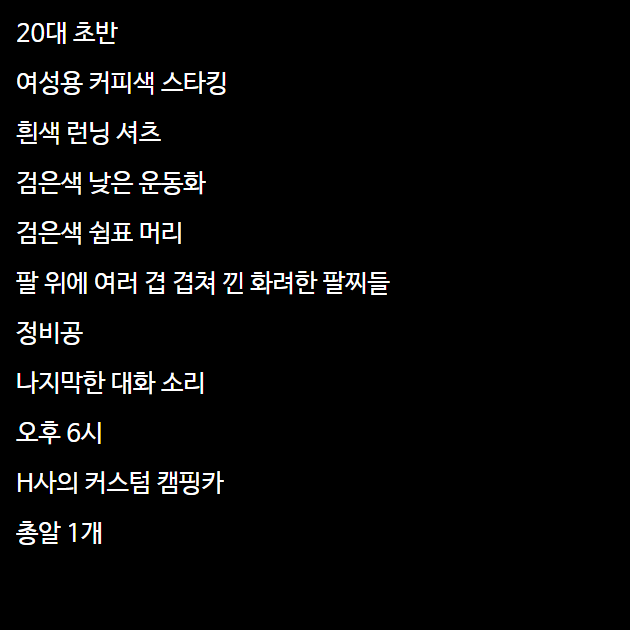 20대 초반
여성용 커피색 스타킹
흰색 런닝 셔츠
검은색 낮은 운동화
검은색 쉼표 머리
팔 위에 여러 겹 겹쳐 낀 화려한 팔찌들
정비공
나지막한 대화 소리
오후 6시
H사의 커스텀 캠핑카
총알 1개